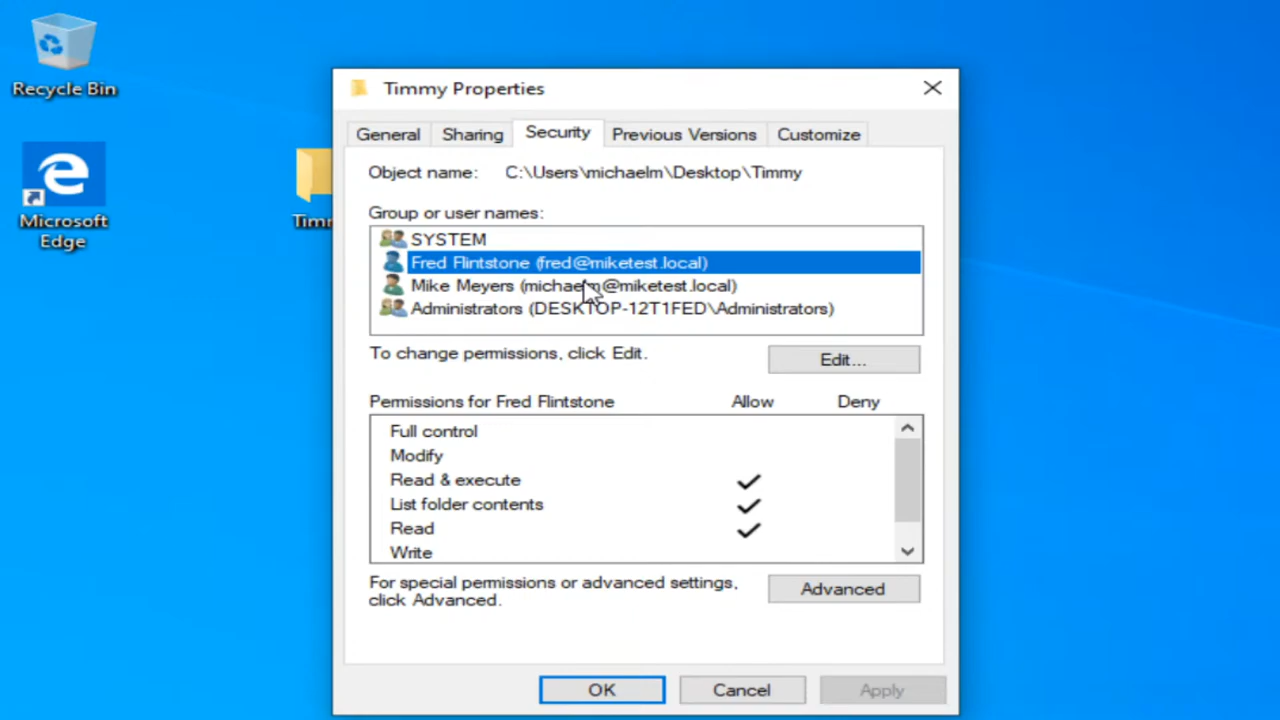 Recycle Bin
Microsoft
Edge
Timm
Timmy Properties
General
Sharing
Security
Previous Versions
Customize
Object name: C:\Users\michaelm\Desktop\Timmy
Group or user names:
SYSTEM
Fred Flintstone (fred@miketest.local)
Mike Meyers (michaelm@miketest.local)
Administrators (DESKTOP-12T1FED\Administrators)
To change permissions, click Edit.
Edit...
Permissions for Fred Flintstone Allow Deny
Full control
Modify
Read & execute
List folder contents
Read
Write
For special permissions or advanced settings,
click Advanced.
Advanced
OK
Cancel
Apply